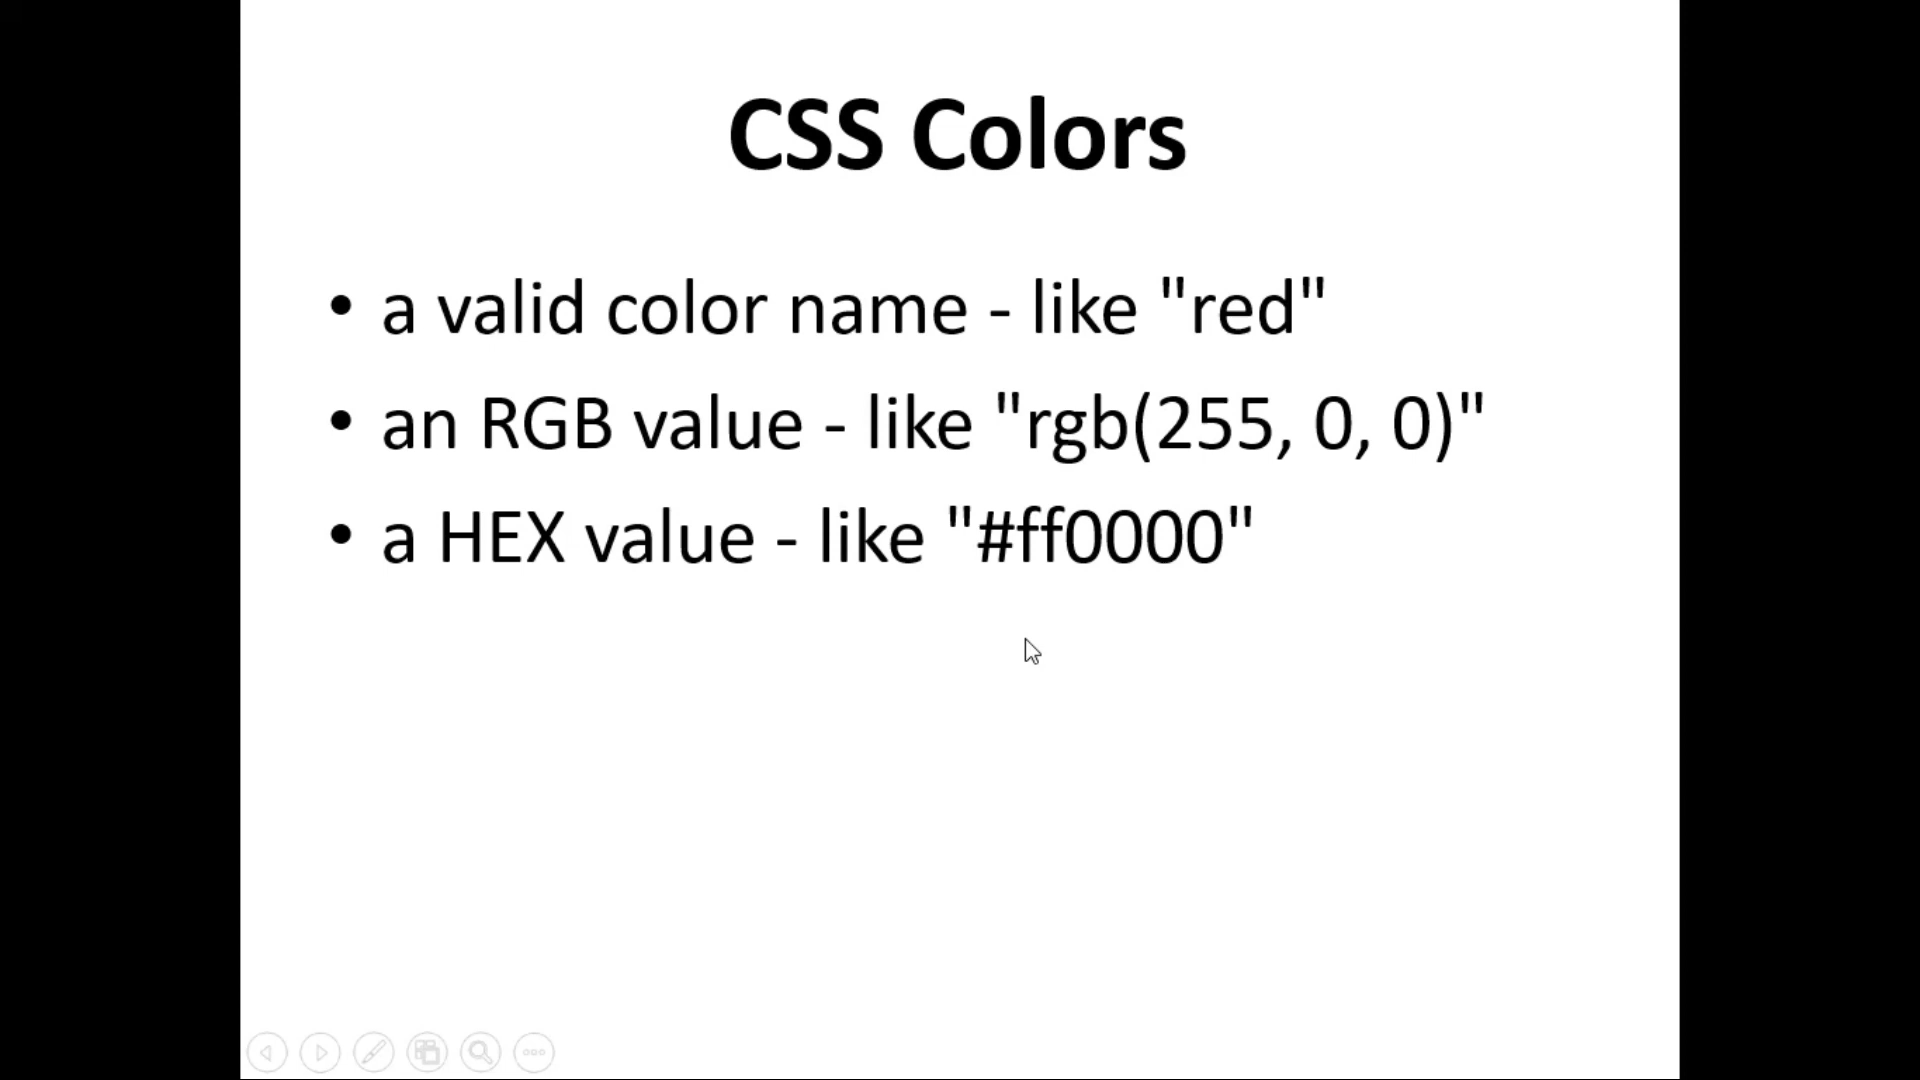 CSS Colors
• a valid color name - like "red"
• an RGB value - like "rgb(255, 0, 0)"
• a HEX value - like "#ff0000"